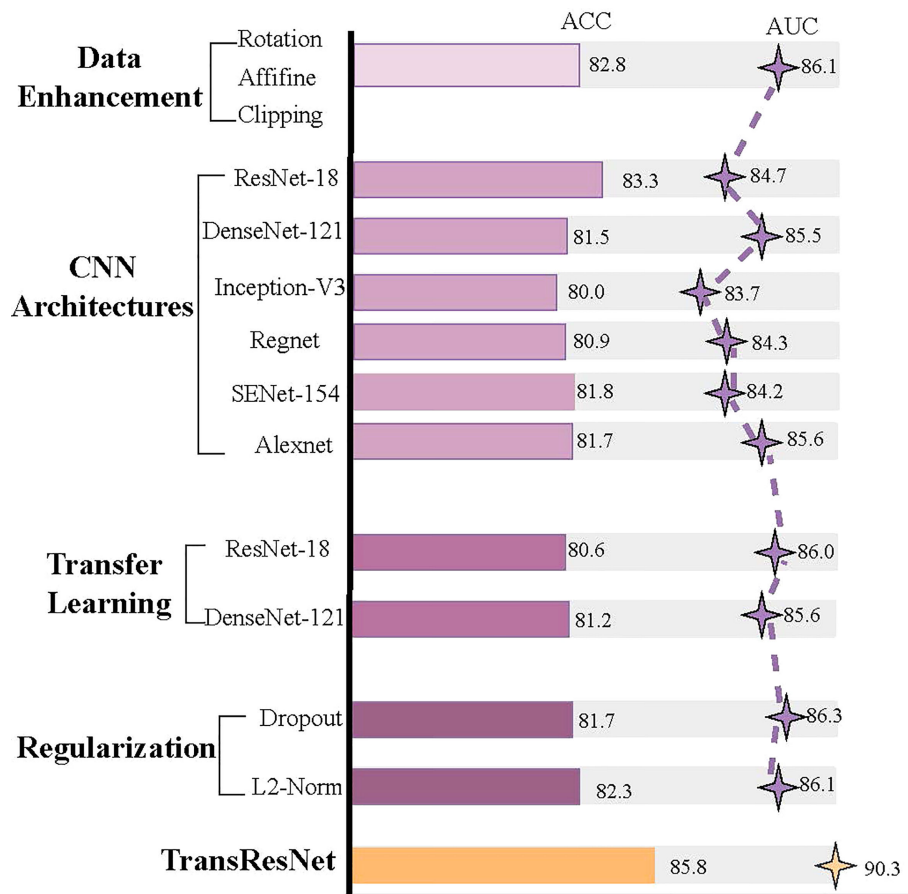 ACC
AUC
Data
Enhancement
Rotation
Affifine
Clipping
82.8
86.1
CNN
Architectures
ResNet-18
83.3
84.7
DenseNet-121
81.5
85.5
Inception-V3
80.0
83.7
Regnet
80.9
84.3
SENet-154
81.8
84.2
Alexnet
81.7
85.6
Transfer
Learning
ResNet-18
80.6
86.0
DenseNet-121
81.2
85.6
Regularization
Dropout
81.7
86.3
L2-Norm
82.3
86.1
TransResNet
85.8
90.3